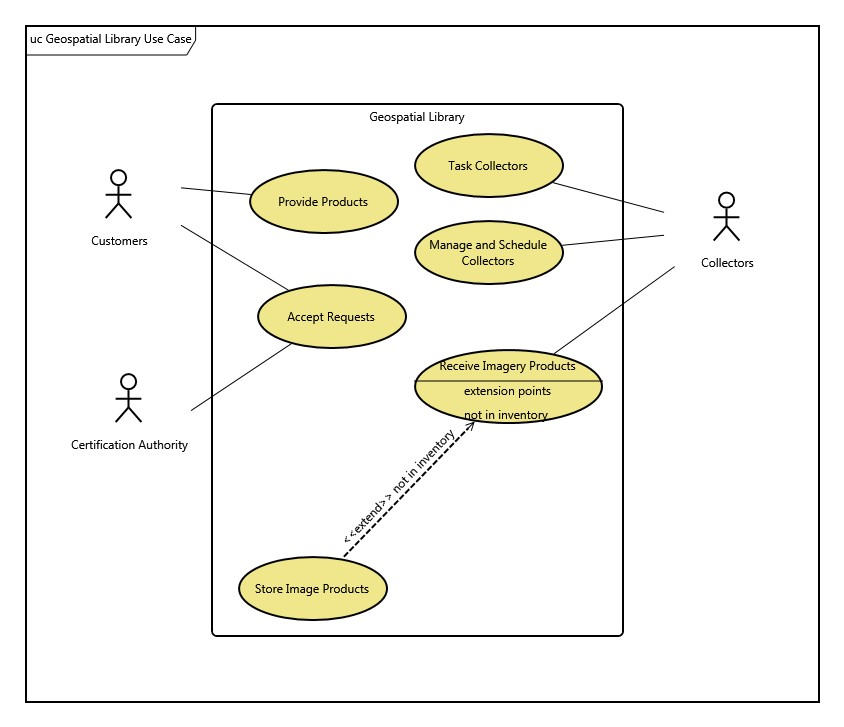 uc Geospatial Library Use Case
Geospatial Library
Task Collectors
Provide Products
Customers
Manage and Schedule
Collectors
Collectors
Accept Requests
Receive Imagery Products
extension points
not in inventory
Certification Authority
<<extend>> not in inventory
Store Image Products